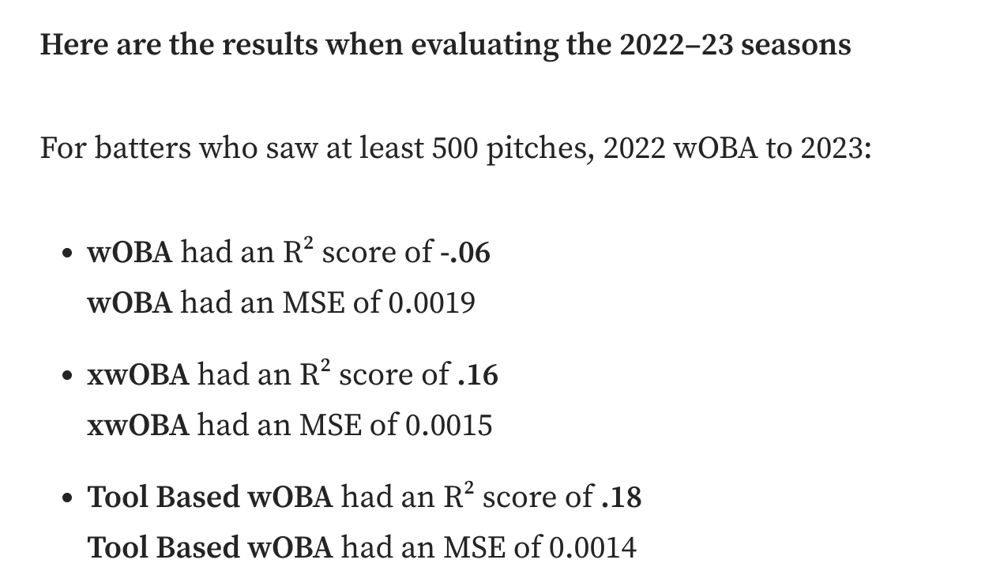 Here are the results when evaluating the 2022–23 seasons
For batters who saw at least 500 pitches, 2022 wOBA to 2023:
• wOBA had an R² score of -.06
wOBA had an MSE of 0.0019
• xwOBA had an R² score of .16
xwOBA had an MSE of 0.0015
• Tool Based wOBA had an R² score of .18
Tool Based wOBA had an MSE of 0.0014